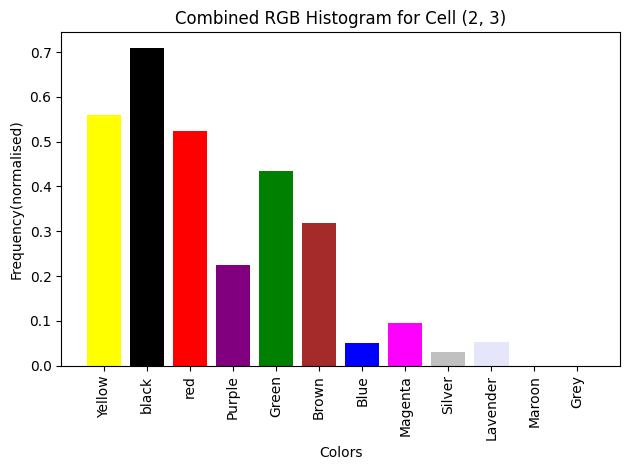 Combined RGB Histogram for Cell (2, 3)
Frequency(normalised)
0.7
0.6
0.5
0.4
0.3
0.2
0.1
0.0
Yellow
black
red
Purple
Green
Brown
Blue
Magenta
Silver
Lavender
Maroon
Grey
Colors